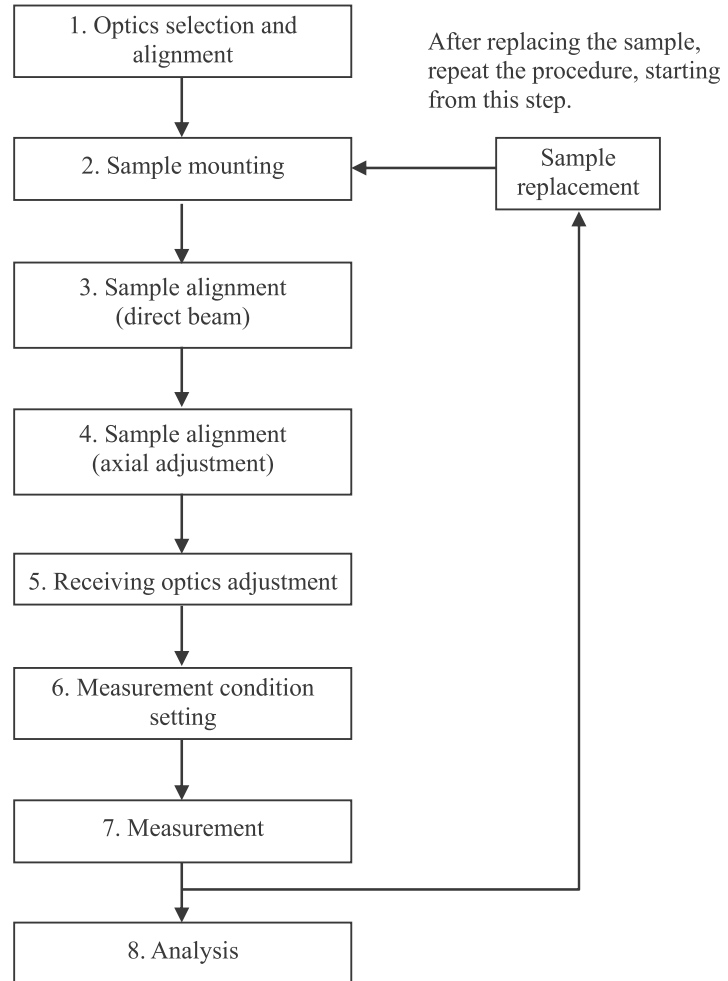 1. Optics selection and
alignment
After replacing the sample,
repeat the procedure, starting
from this step.
2. Sample mounting
Sample
replacement
3. Sample alignment
(direct beam)
4. Sample alignment
(axial adjustment)
5. Receiving optics adjustment
6. Measurement condition
setting
7. Measurement
8. Analysis